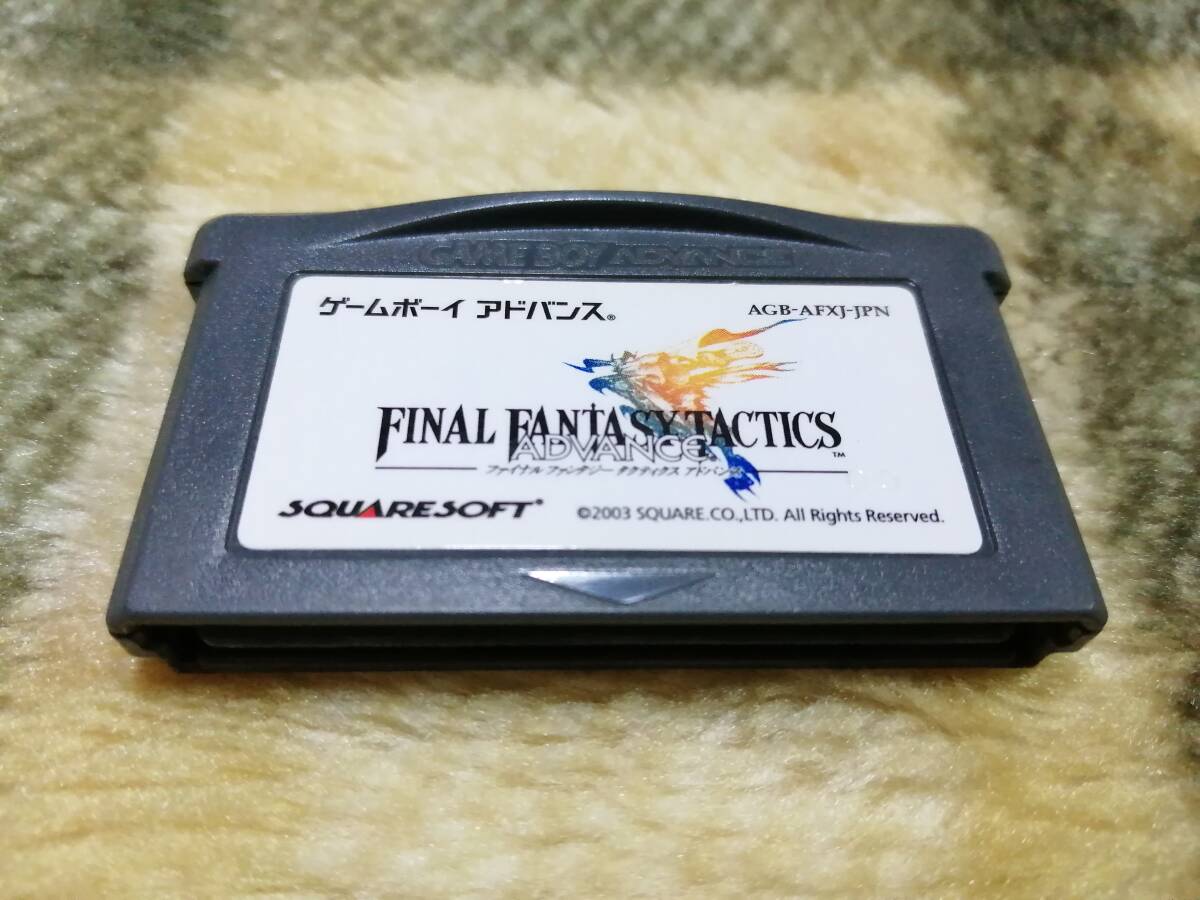 GAME BOY ADVANCE
ゲームボーイ アドバンス®
AGB-AFXJ-JPN
FINAL FANTASY TACTICS™
ADVANCE
ファイナル ファンタジー タクティクス アドバンス
SQUARESOFT®
©2003 SQUARE.CO.,LTD. All Rights Reserved.